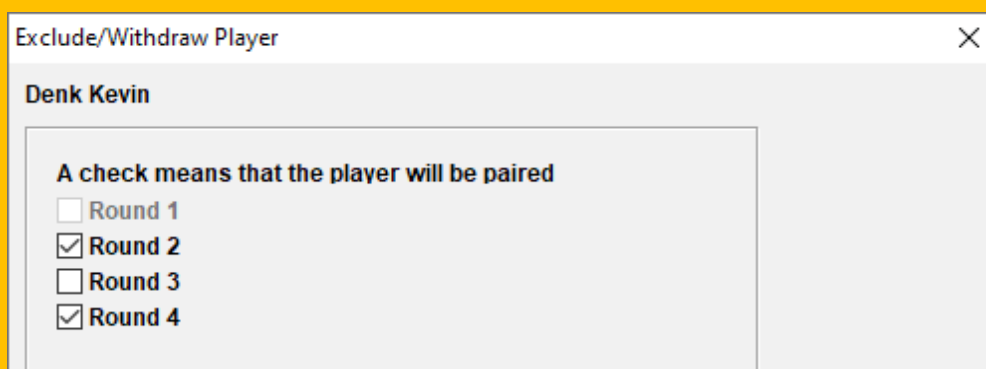 Exclude/Withdraw Player
Denk Kevin
A check means that the player will be paired
Round 1
Round 2
Round 3
Round 4